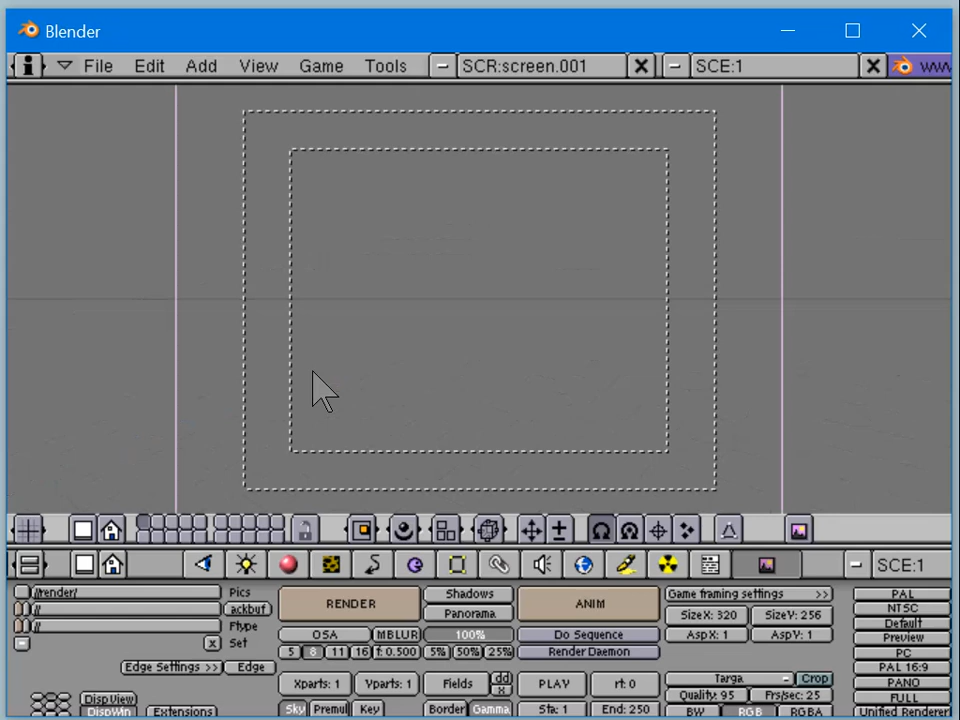 Blender
File Edit Add View Game Tools SCR:screen.001 SCE:1 www
SCE:1
//render/ Pics
// ackbuf
// Ftype
Set
Edge Settings >> Edge
DispView
DispWin Extensions
RENDER
OSA MBLUR
5 8 11 16 f: 0.500
Xparts: 1 Yparts: 1
Sky Premul Key
Shadows
Panorama
100%
5% 50% 25%
Fields dd
x
Border Gamma
ANIM
Do Sequence
Render Daemon
PLAY rt: 0
Sta: 1 End: 250
Game framing settings >>
SizeX: 320 SizeY: 256
AspX: 1 AspY: 1
Targa Crop
Quality: 95 Frs/sec: 25
BW RGB RGBA
PAL
NTSC
Default
Preview
PC
PAL 16:9
PANO
FULL
Unified Renderer